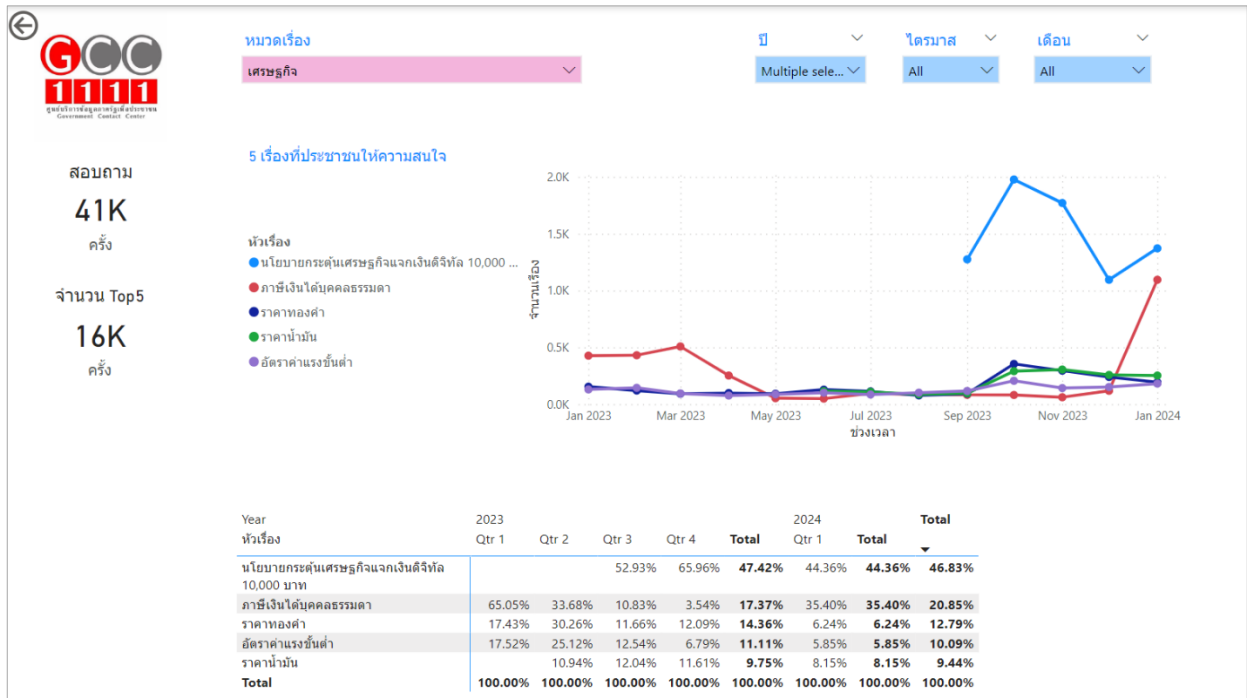 GCC
1111
ศูนย์บริการข้อมูลภาครัฐเพื่อประชาชน
Government Contact Center
หมวดเรื่อง
เศรษฐกิจ
ปี
Multiple sele...
ไตรมาส
All
เดือน
All
สอบถาม
41K
ครั้ง
จำนวน Top5
16K
ครั้ง
5 เรื่องที่ประชาชนให้ความสนใจ
หัวเรื่อง
นโยบายกระตุ้นเศรษฐกิจแจกเงินดิจิทัล 10,000 ...
ภาษีเงินได้บุคคลธรรมดา
ราคาทองคำ
ราคาน้ำมัน
อัตราค่าแรงขั้นต่ำ
จำนวนเรื่อง
2.0K
1.5K
1.0K
0.5K
0.0K
Jan 2023 Mar 2023 May 2023 Jul 2023 Sep 2023 Nov 2023 Jan 2024
ช่วงเวลา
Year 2023 2024 Total
หัวเรื่อง Qtr 1 Qtr 2 Qtr 3 Qtr 4 Total Qtr 1 Total
นโยบายกระตุ้นเศรษฐกิจแจกเงินดิจิทัล 52.93% 65.96% 47.42% 44.36% 44.36% 46.83%
10,000 บาท
ภาษีเงินได้บุคคลธรรมดา 65.05% 33.68% 10.83% 3.54% 17.37% 35.40% 35.40% 20.85%
ราคาทองคำ 17.43% 30.26% 11.66% 12.09% 14.36% 6.24% 6.24% 12.79%
อัตราค่าแรงขั้นต่ำ 17.52% 25.12% 12.54% 6.79% 11.11% 5.85% 5.85% 10.09%
ราคาน้ำมัน 10.94% 12.04% 11.61% 9.75% 8.15% 8.15% 9.44%
Total 100.00% 100.00% 100.00% 100.00% 100.00% 100.00% 100.00% 100.00%